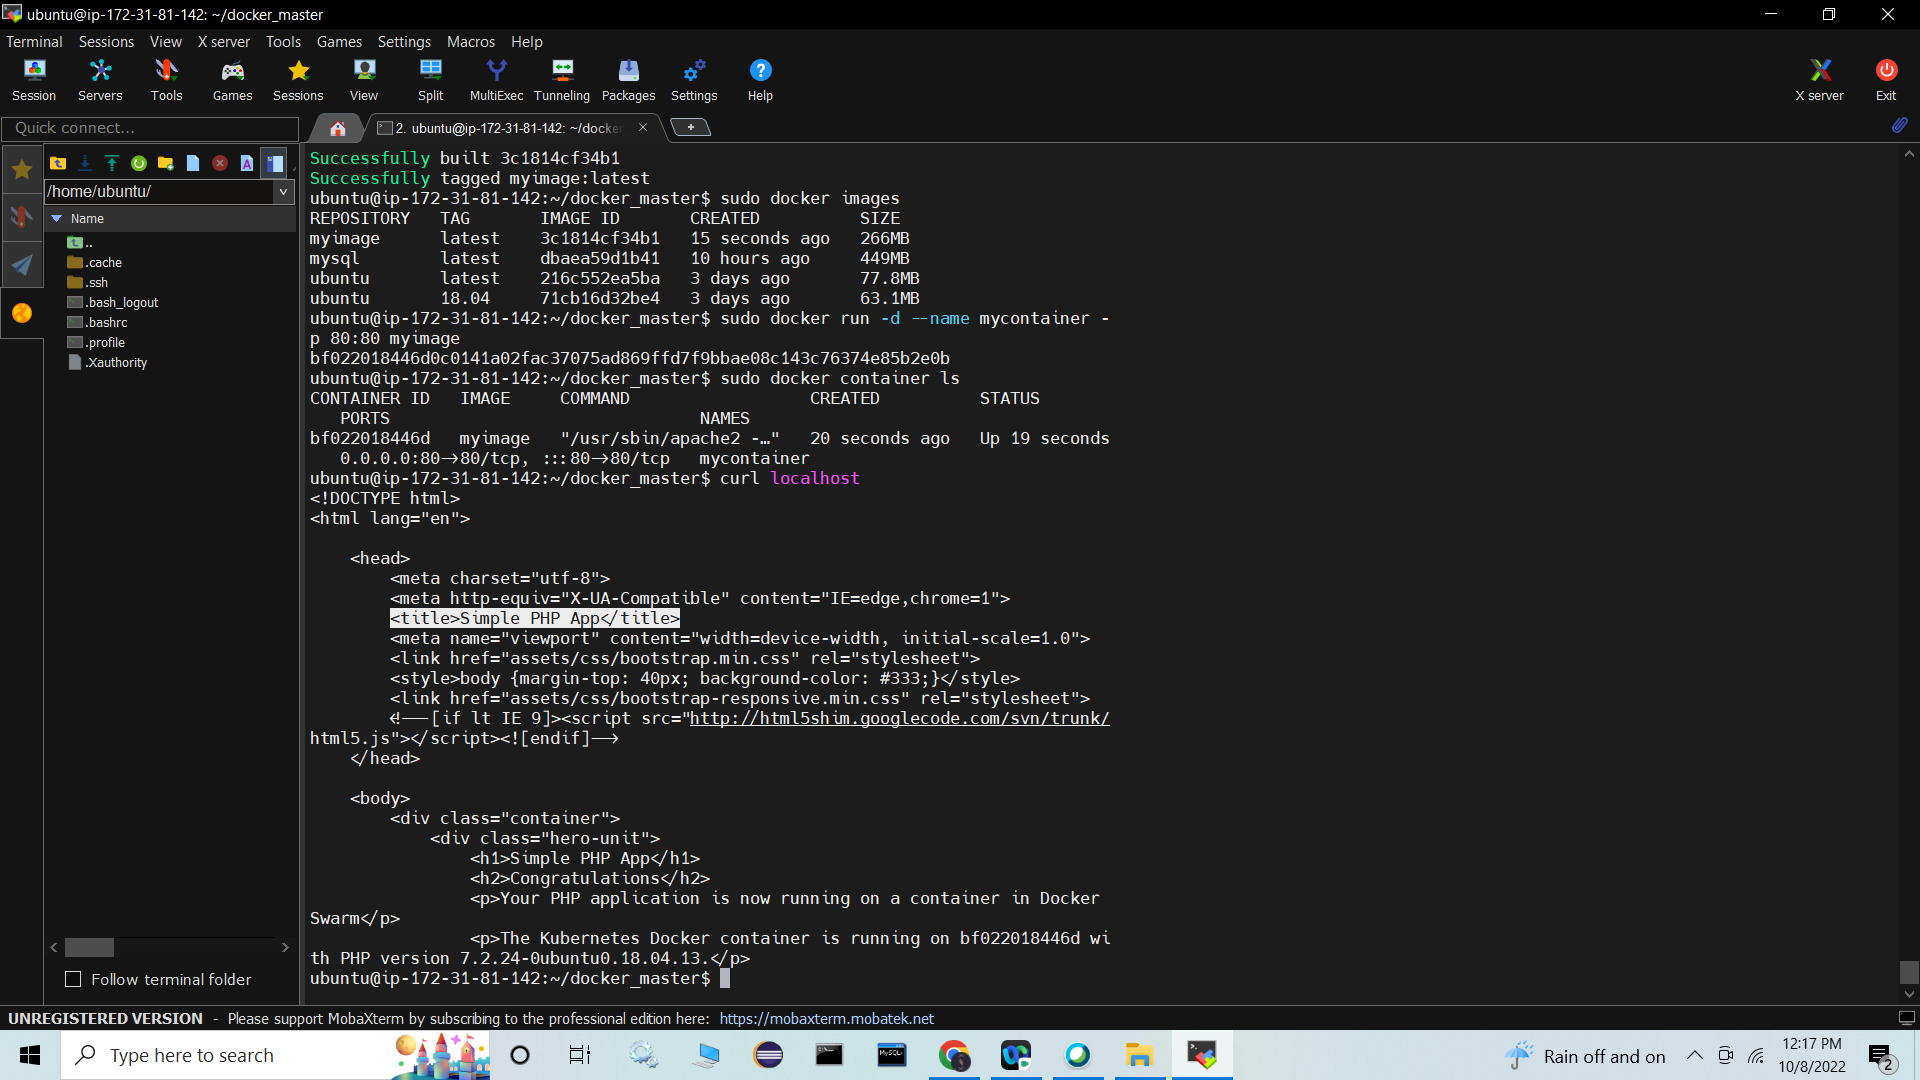 ubuntu@ip-172-31-81-142: ~/docker_master
Terminal Sessions View X server Tools Games Settings Macros Help
Session Servers Tools Games Sessions View Split MultiExec Tunneling Packages Settings Help X server Exit
Quick connect...
2. ubuntu@ip-172-31-81-142: ~/docke
/home/ubuntu/
Name
..
.cache
.ssh
.bash_logout
.bashrc
.profile
.Xauthority
Follow terminal folder
Successfully built 3c1814cf34b1
Successfully tagged myimage:latest
ubuntu@ip-172-31-81-142:~/docker_master$ sudo docker images
REPOSITORY   TAG       IMAGE ID       CREATED          SIZE
myimage      latest    3c1814cf34b1   15 seconds ago   266MB
mysql        latest    dbaea59d1b41   10 hours ago     449MB
ubuntu       latest    216c552ea5ba   3 days ago       77.8MB
ubuntu       18.04     71cb16d32be4   3 days ago       63.1MB
ubuntu@ip-172-31-81-142:~/docker_master$ sudo docker run -d --name mycontainer -
p 80:80 myimage
bf022018446d0c0141a02fac37075ad869ffd7f9bbae08c143c76374e85b2e0b
ubuntu@ip-172-31-81-142:~/docker_master$ sudo docker container ls
CONTAINER ID   IMAGE     COMMAND                  CREATED          STATUS
   PORTS                               NAMES
bf022018446d   myimage   "/usr/sbin/apache2 -…"   20 seconds ago   Up 19 seconds
   0.0.0.0:80->80/tcp, :::80->80/tcp   mycontainer
ubuntu@ip-172-31-81-142:~/docker_master$ curl localhost
<!DOCTYPE html>
<html lang="en">
    <head>
        <meta charset="utf-8">
        <meta http-equiv="X-UA-Compatible" content="IE=edge,chrome=1">
        <title>Simple PHP App</title>
        <meta name="viewport" content="width=device-width, initial-scale=1.0">
        <link href="assets/css/bootstrap.min.css" rel="stylesheet">
        <style>body {margin-top: 40px; background-color: #333;}</style>
        <link href="assets/css/bootstrap-responsive.min.css" rel="stylesheet">
        <!--[if lt IE 9]><script src="http://html5shim.googlecode.com/svn/trunk/
html5.js"></script><![endif]-->
    </head>
    <body>
        <div class="container">
            <div class="hero-unit">
                <h1>Simple PHP App</h1>
                <h2>Congratulations</h2>
                <p>Your PHP application is now running on a container in Docker
Swarm</p>
                <p>The Kubernetes Docker container is running on bf022018446d wi
th PHP version 7.2.24-0ubuntu0.18.04.13.</p>
ubuntu@ip-172-31-81-142:~/docker_master$
UNREGISTERED VERSION - Please support MobaXterm by subscribing to the professional edition here: https://mobaxterm.mobatek.net
Type here to search
Rain off and on
12:17 PM
10/8/2022
2